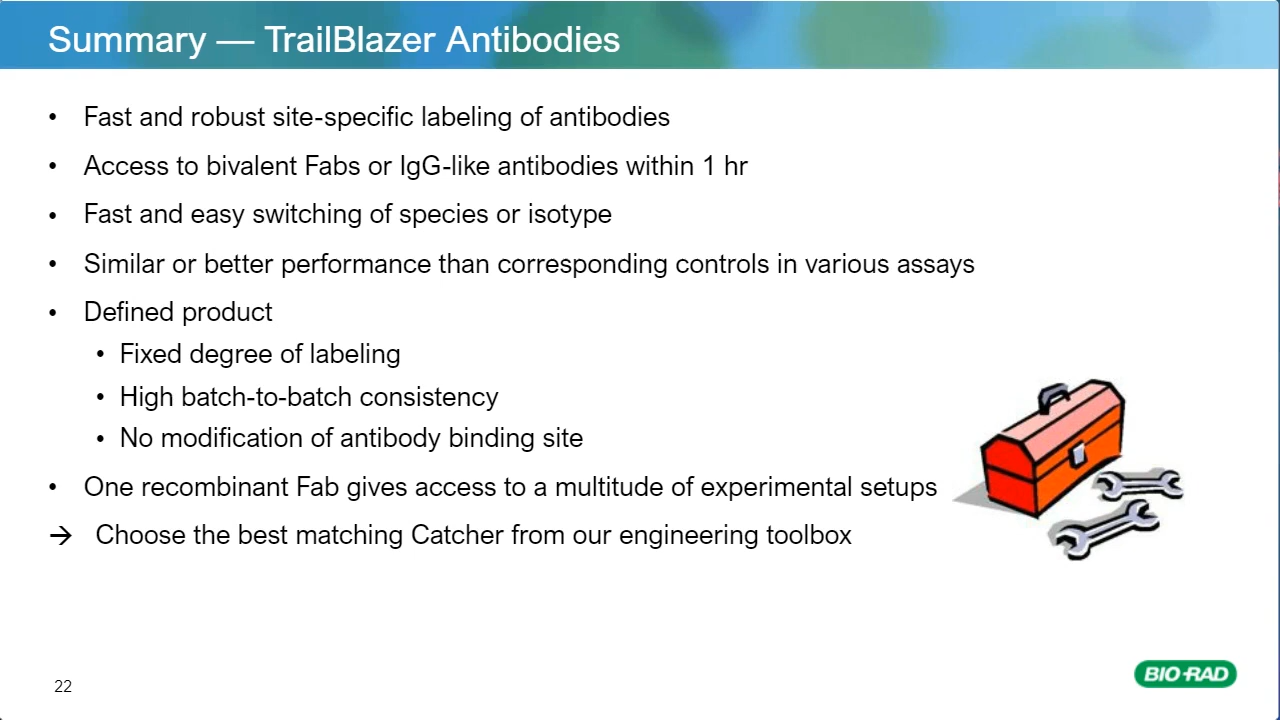 Summary — TrailBlazer Antibodies
• Fast and robust site-specific labeling of antibodies
• Access to bivalent Fabs or IgG-like antibodies within 1 hr
• Fast and easy switching of species or isotype
• Similar or better performance than corresponding controls in various assays
• Defined product
• Fixed degree of labeling
• High batch-to-batch consistency
• No modification of antibody binding site
• One recombinant Fab gives access to a multitude of experimental setups
→ Choose the best matching Catcher from our engineering toolbox
22
BIO-RAD